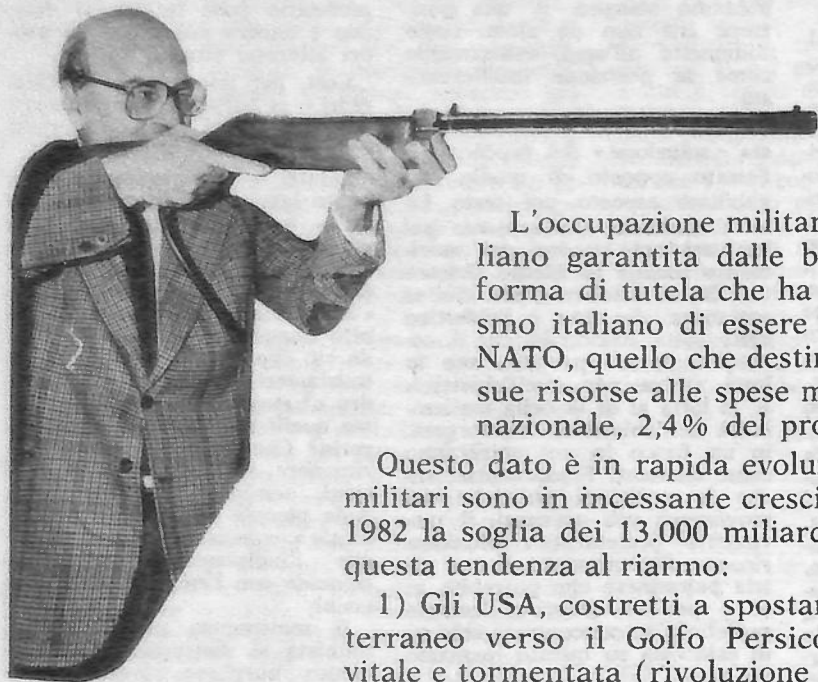 L'occupazione militar
liano garantita dalle b
forma di tutela che ha
smo italiano di essere
NATO, quello che destin
sue risorse alle spese m
nazionale, 2,4% del pro
Questo dato è in rapida evolu
militari sono in incessante cresci
1982 la soglia dei 13.000 miliard
questa tendenza al riarmo:
1) Gli USA, costretti a spostar
terraneo verso il Golfo Persico
vitale e tormentata (rivoluzione